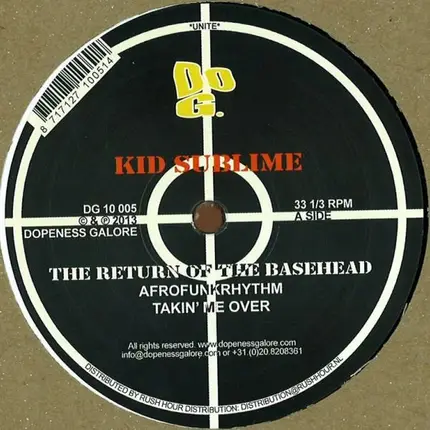 *UNITE*
8 717127 100514
Do
G.
KID SUBLIME
DG 10 005
© & ℗ 2013
DOPENESS GALORE
33 1/3 RPM
A SIDE
THE RETURN OF THE BASEHEAD
AFROFUNKRHYTHM
TAKIN' ME OVER
All rights reserved. www.dopenessgalore.com
info@dopenessgalore.com or +31.(0)20.8208361
DISTRIBUTED BY RUSH HOUR DISTRIBUTION: DISTRIBUTION@RUSHHOUR.NL